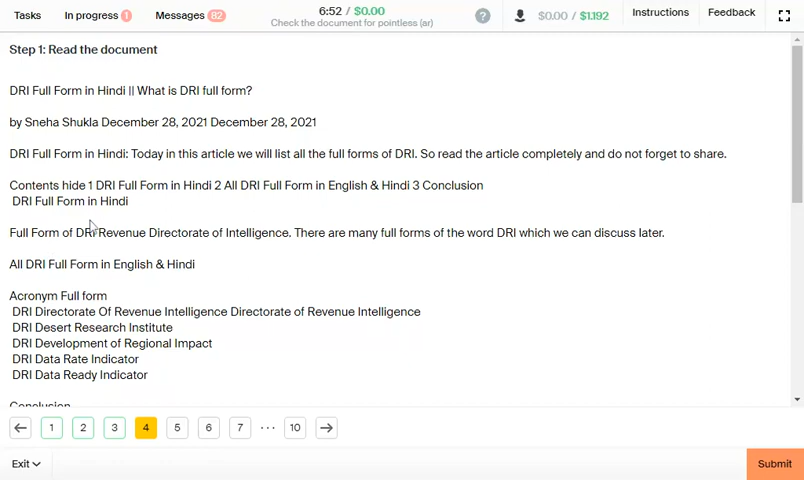 Tasks In progress 1 Messages 82 6:52 / $0.00 ? $0.00 / $1.192 Instructions Feedback
Check the document for pointless (ar)
Step 1: Read the document
DRI Full Form in Hindi || What is DRI full form?
by Sneha Shukla December 28, 2021 December 28, 2021
DRI Full Form in Hindi: Today in this article we will list all the full forms of DRI. So read the article completely and do not forget to share.
Contents hide 1 DRI Full Form in Hindi 2 All DRI Full Form in English & Hindi 3 Conclusion
DRI Full Form in Hindi
Full Form of DRI Revenue Directorate of Intelligence. There are many full forms of the word DRI which we can discuss later.
All DRI Full Form in English & Hindi
Acronym Full form
DRI Directorate Of Revenue Intelligence Directorate of Revenue Intelligence
DRI Desert Research Institute
DRI Development of Regional Impact
DRI Data Rate Indicator
DRI Data Ready Indicator
Conclusion
1 2 3 4 5 6 7 ... 10
Exit Submit